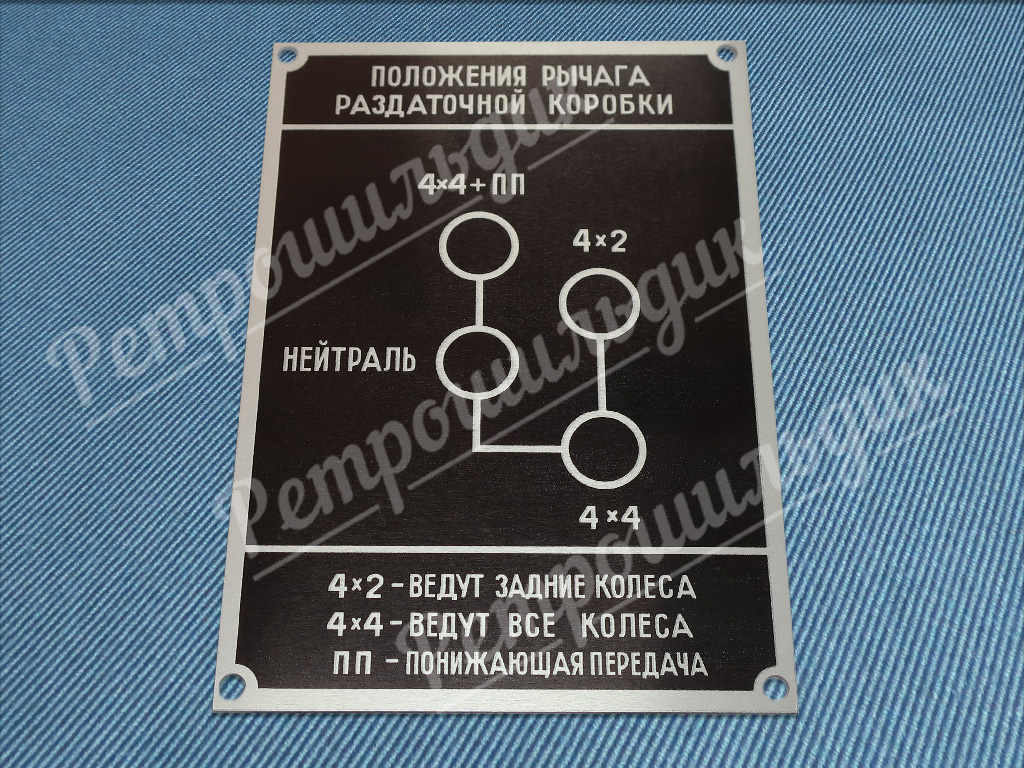 ПОЛОЖЕНИЯ РЫЧАГА
РАЗДАТОЧНОЙ КОРОБКИ
4×4+ПП
4×2
НЕЙТРАЛЬ
4×4
4×2 - ВЕДУТ ЗАДНИЕ КОЛЕСА
4×4 - ВЕДУТ ВСЕ КОЛЕСА
ПП - ПОНИЖАЮЩАЯ ПЕРЕДАЧА
Ретрошильдик
Ретрошильдик
Ретрошильдик